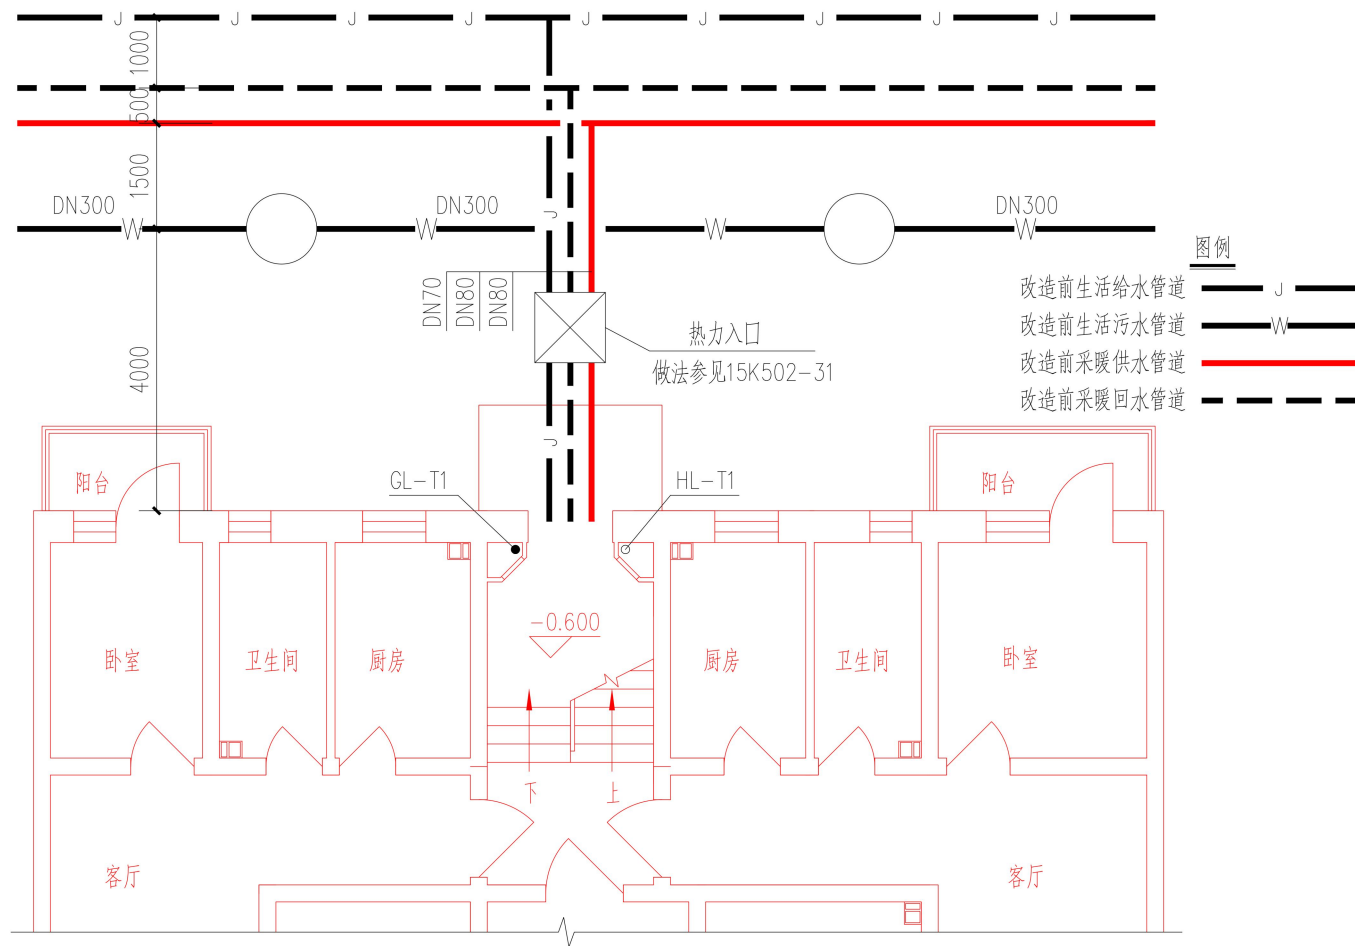 J J J J J J J J J
1000
500
1500
DN300 W W DN300 W DN300 W
J
图例
改造前生活给水管道 J
改造前生活污水管道 W
改造前采暖供水管道
改造前采暖回水管道
DN70
DN80
DN80
热力入口
做法参见15K502-31
4000
J
阳台 GL-T1 HL-T1 阳台
-0.600
卧室 卫生间 厨房 厨房 卫生间 卧室
下 上
客厅 客厅